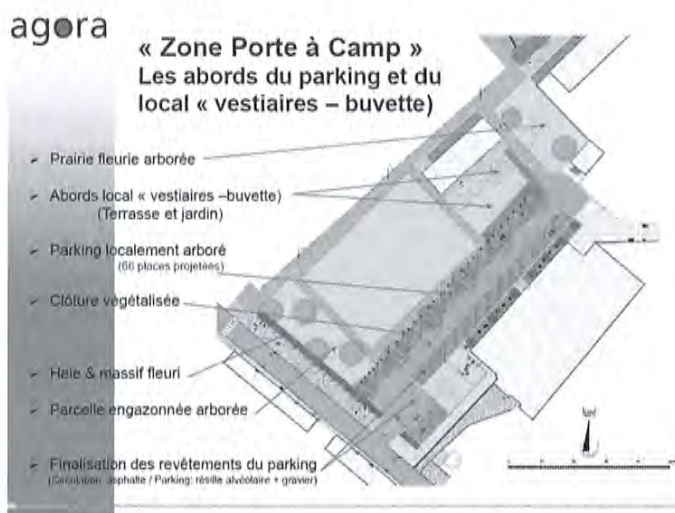 agora
« Zone Porte à Camp »
Les abords du parking et du
local « vestiaires – buvette)
➢ Prairie fleurie arborée
➢ Abords local « vestiaires –buvette)
(Terrasse et jardin)
➢ Parking localement arboré
(66 places projetées)
➢ Clôture végétalisée
➢ Haie & massif fleuri
➢ Parcelle engazonnée arborée
➢ Finalisation des revêtements du parking
(Circulation: asphalte / Parking: résille alvéolaire + gravier)